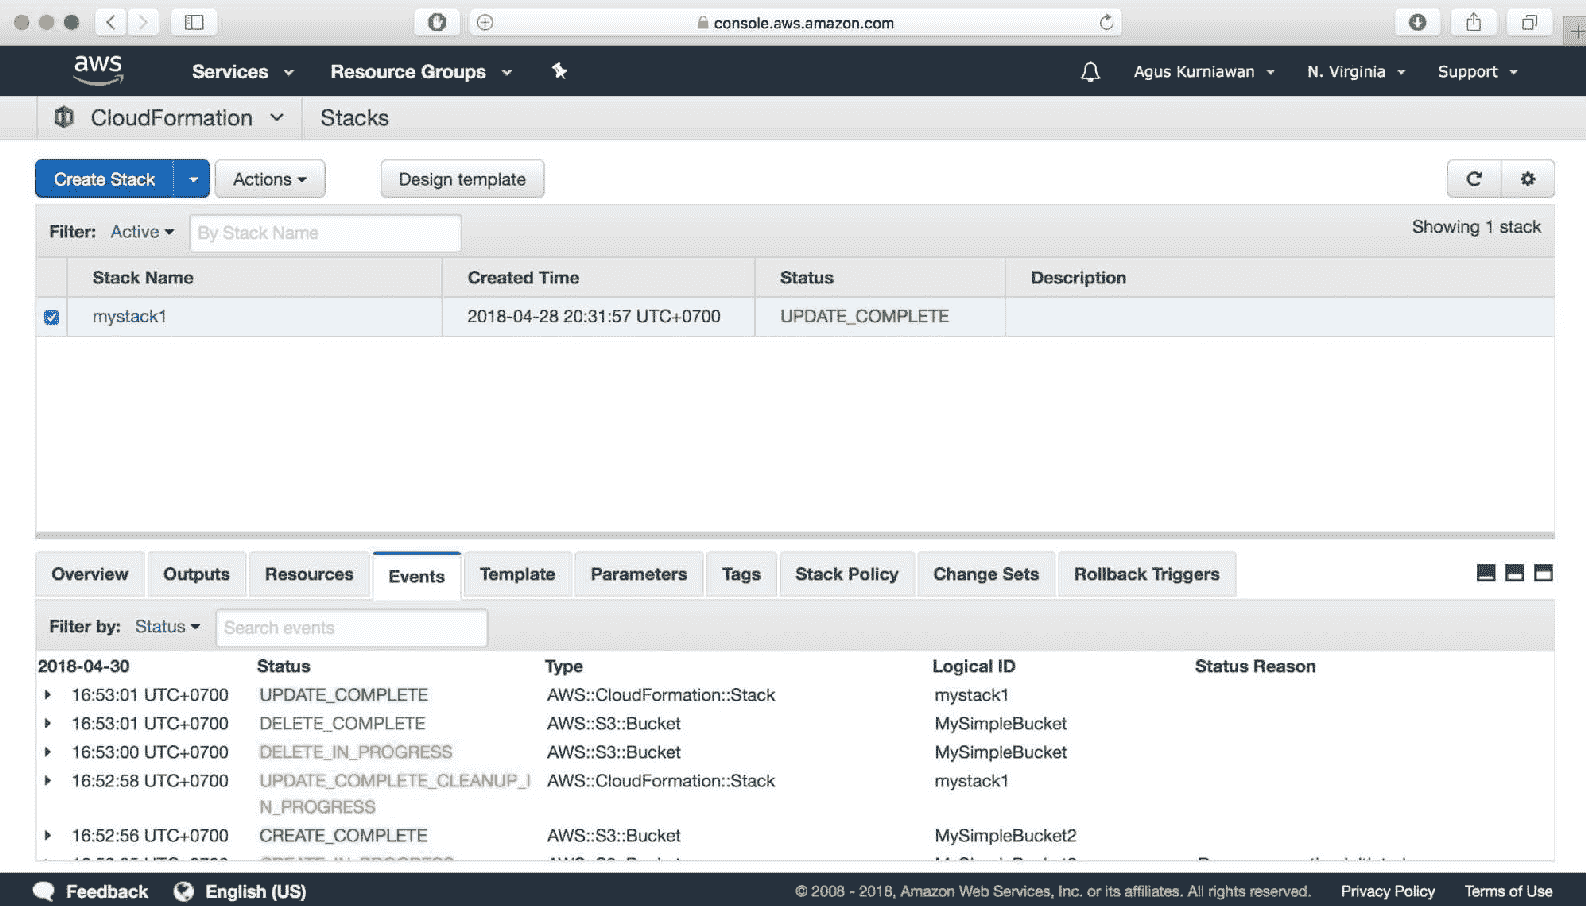 console.aws.amazon.com
aws Services Resource Groups Agus Kurniawan N. Virginia Support
CloudFormation Stacks
Create Stack Actions Design template
Filter: Active By Stack Name Showing 1 stack
Stack Name Created Time Status Description
mystack1 2018-04-28 20:31:57 UTC+0700 UPDATE_COMPLETE
Overview Outputs Resources Events Template Parameters Tags Stack Policy Change Sets Rollback Triggers
Filter by: Status Search events
2018-04-30 Status Type Logical ID Status Reason
16:53:01 UTC+0700 UPDATE_COMPLETE AWS::CloudFormation::Stack mystack1
16:53:01 UTC+0700 DELETE_COMPLETE AWS::S3::Bucket MySimpleBucket
16:53:00 UTC+0700 DELETE_IN_PROGRESS AWS::S3::Bucket MySimpleBucket
16:52:58 UTC+0700 UPDATE_COMPLETE_CLEANUP_I AWS::CloudFormation::Stack mystack1
N_PROGRESS
16:52:56 UTC+0700 CREATE_COMPLETE AWS::S3::Bucket MySimpleBucket2
Feedback English (US) © 2008 - 2018, Amazon Web Services, Inc. or its affiliates. All rights reserved. Privacy Policy Terms of Use